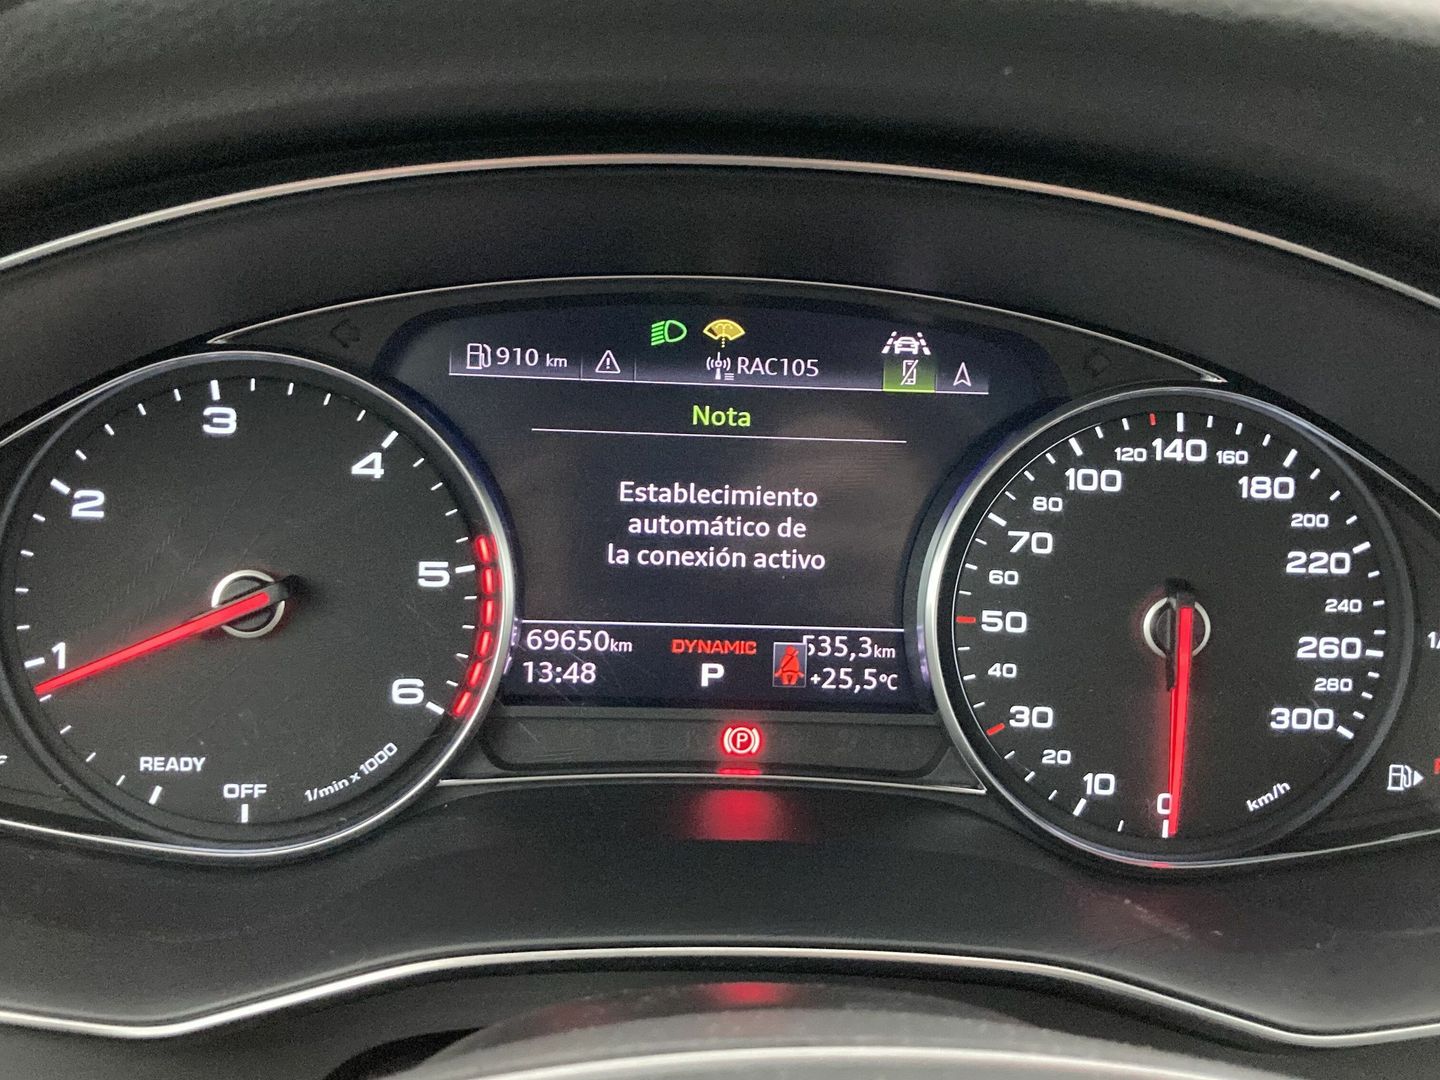 910 km
RAC105
Nota
Establecimiento
automático de
la conexión activo
69650km
DYNAMIC
535,3km
13:48
P
+25,5°C
P
1
2
3
4
5
6
READY
OFF
1/min x 1000
0
10
20
30
40
50
60
70
80
100
120
140
160
180
200
220
240
260
280
300
km/h